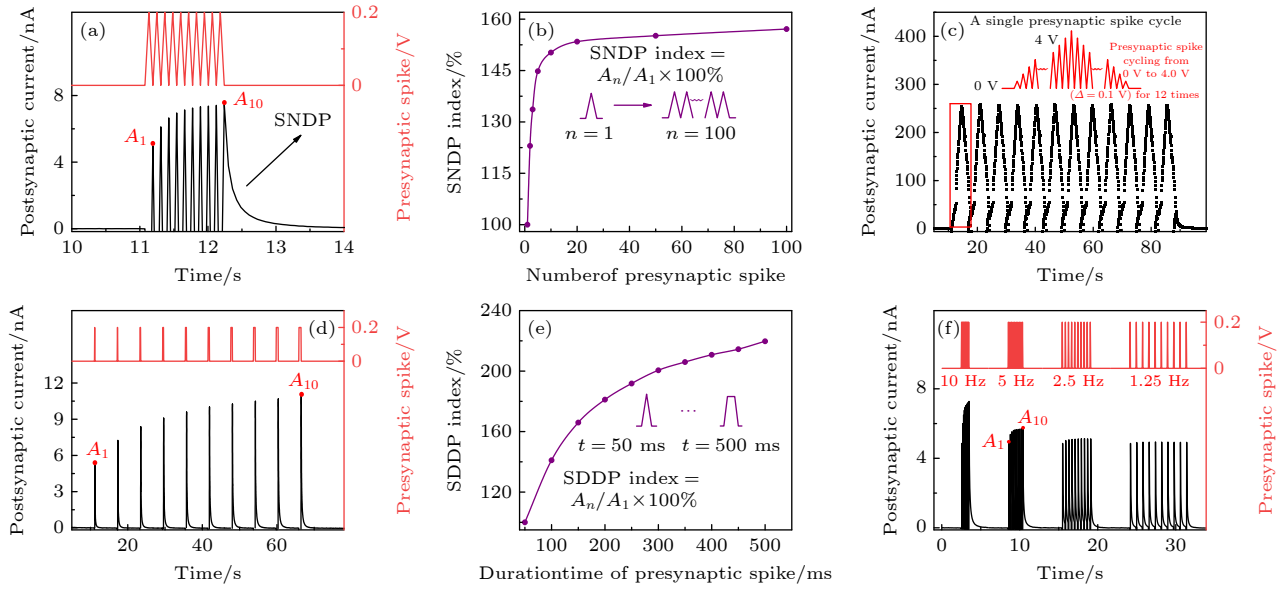 (a)
Postsynaptic current/nA
8
4
0
10 11 12 13 14
Time/s
0.2
0
Presynaptic spike/V
A1
A10
SNDP
(b)
SNDP index/%
160
145
130
115
100
0 20 40 60 80 100
Numberof presynaptic spike
SNDP index =
An/A1×100%
n = 1
n = 100
(c)
A single presynaptic spike cycle
Postsynaptic current/nA
400
300
250
200
150
100
50
0
20 40 60 80
Time/s
4 V
0 V
Presynaptic spike
cycling from
0 V to 4.0 V
(Δ = 0.1 V) for 12 times
(d)
Postsynaptic current/nA
12
9
6
3
0
20 40 60
Time/s
0.2
0
Presynaptic spike/V
A1
A10
(e)
SDDP index/%
240
220
200
180
160
140
120
100
100 200 300 400 500
Durationtime of presynaptic spike/ms
t = 50 ms
···
t = 500 ms
SDDP index =
An/A1×100%
(f)
Postsynaptic current/nA
8
4
0
0 10 20 30
Time/s
0.2
0
Presynaptic spike/V
10 Hz
5 Hz
2.5 Hz
1.25 Hz
A1
A10